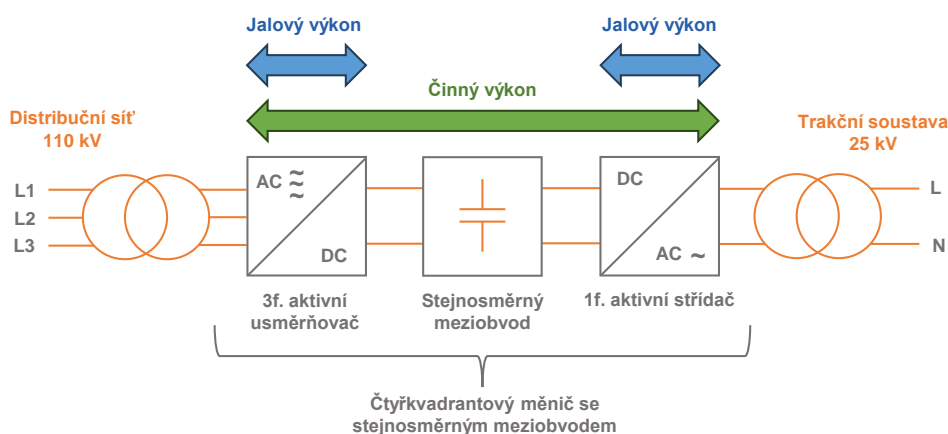 Jalový výkon
Jalový výkon
Činný výkon
Distribuční síť
110 kV
Trakční soustava
25 kV
L1
L2
L3
AC ~
~
~
DC
DC
AC ~
L
N
3f. aktivní
usměrňovač
Stejnosměrný
meziobvod
1f. aktivní střídač
Čtyřkvadrantový měnič se
stejnosměrným meziobvodem